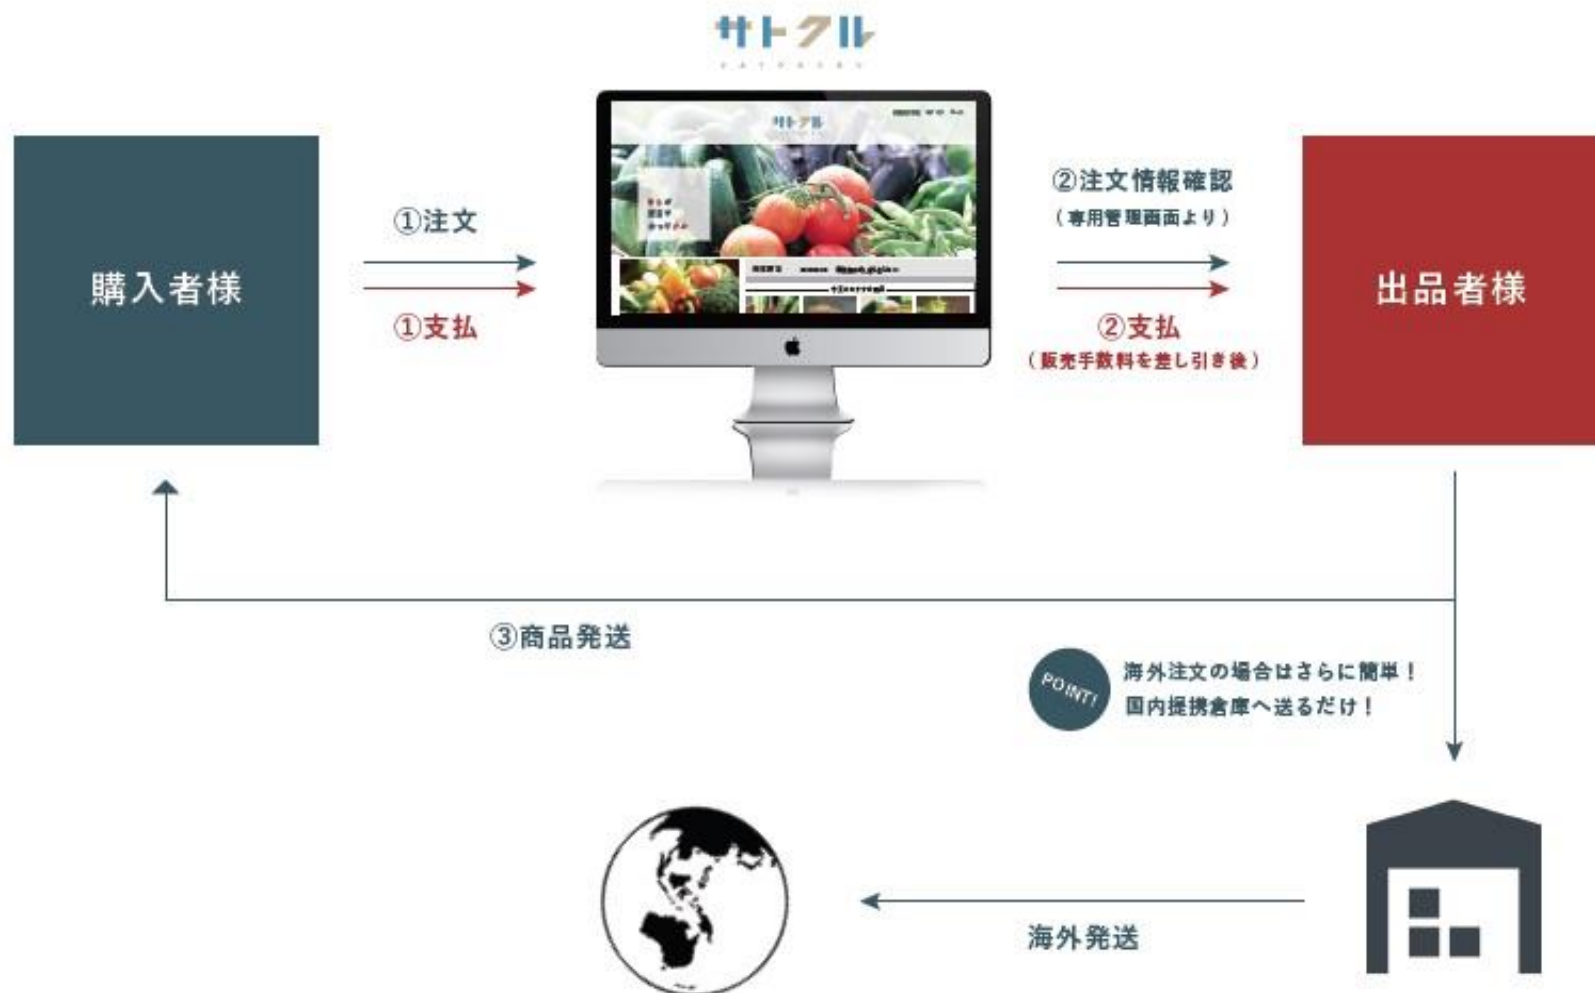 サトクル
サトクル
購入者様
①注文
①支払
②注文情報確認
(専用管理画面より)
②支払
(販売手数料を差し引き後)
出品者様
③商品発送
POINT!
海外注文の場合はさらに簡単！
国内提携倉庫へ送るだけ！
海外発送